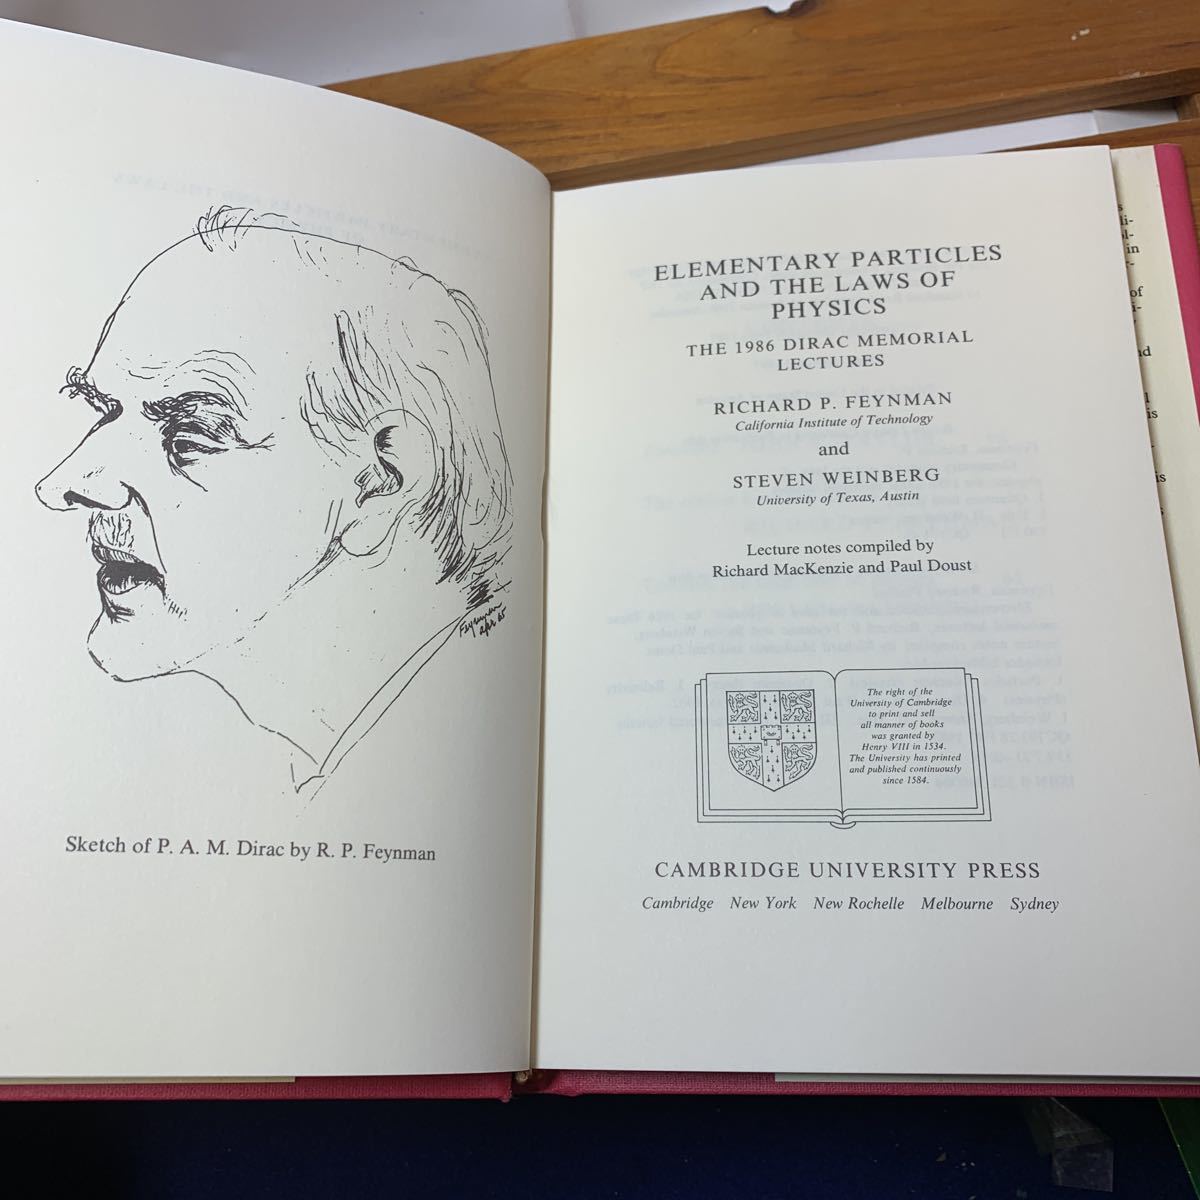 Feynman
Sketch of P. A. M. Dirac by R. P. Feynman
ELEMENTARY PARTICLES
AND THE LAWS OF
PHYSICS
THE 1986 DIRAC MEMORIAL
LECTURES
RICHARD P. FEYNMAN
California Institute of Technology
and
STEVEN WEINBERG
University of Texas, Austin
Lecture notes compiled by
Richard MacKenzie and Paul Doust
The right of the
University of Cambridge
to print and sell
all manner of books
was granted by
Henry VIII in 1534.
The University has printed
and published continuously
since 1584.
CAMBRIDGE UNIVERSITY PRESS
Cambridge New York New Rochelle Melbourne Sydney